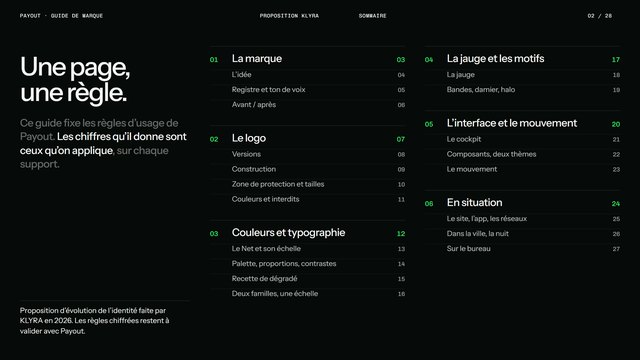 PAYOUT · GUIDE DE MARQUE
PROPOSITION KLYRA
SOMMAIRE
02 / 28
Une page,
une règle.
Ce guide fixe les règles d'usage de
Payout. Les chiffres qu'il donne sont
ceux qu'on applique, sur chaque
support.
Proposition d'évolution de l'identité faite par
KLYRA en 2026. Les règles chiffrées restent à
valider avec Payout.
01 La marque 03
L'idée 04
Registre et ton de voix 05
Avant / après 06
02 Le logo 07
Versions 08
Construction 09
Zone de protection et tailles 10
Couleurs et interdits 11
03 Couleurs et typographie 12
Le Net et son échelle 13
Palette, proportions, contrastes 14
Recette de dégradé 15
Deux familles, une échelle 16
04 La jauge et les motifs 17
La jauge 18
Bandes, damier, halo 19
05 L'interface et le mouvement 20
Le cockpit 21
Composants, deux thèmes 22
Le mouvement 23
06 En situation 24
Le site, l'app, les réseaux 25
Dans la ville, la nuit 26
Sur le bureau 27